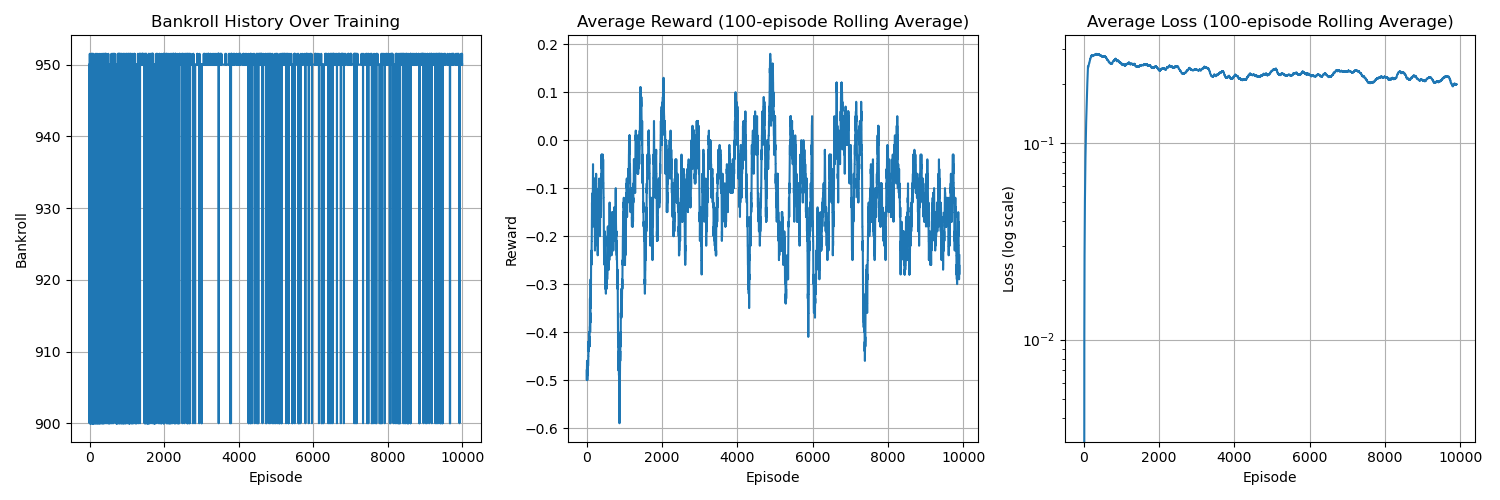 Bankroll History Over Training
950
940
930
920
910
900
Bankroll
0 2000 4000 6000 8000 10000
Episode
Average Reward (100-episode Rolling Average)
0.2
0.1
0.0
−0.1
−0.2
−0.3
−0.4
−0.5
−0.6
Reward
0 2000 4000 6000 8000 10000
Episode
Average Loss (100-episode Rolling Average)
10⁻¹
10⁻²
Loss (log scale)
0 2000 4000 6000 8000 10000
Episode